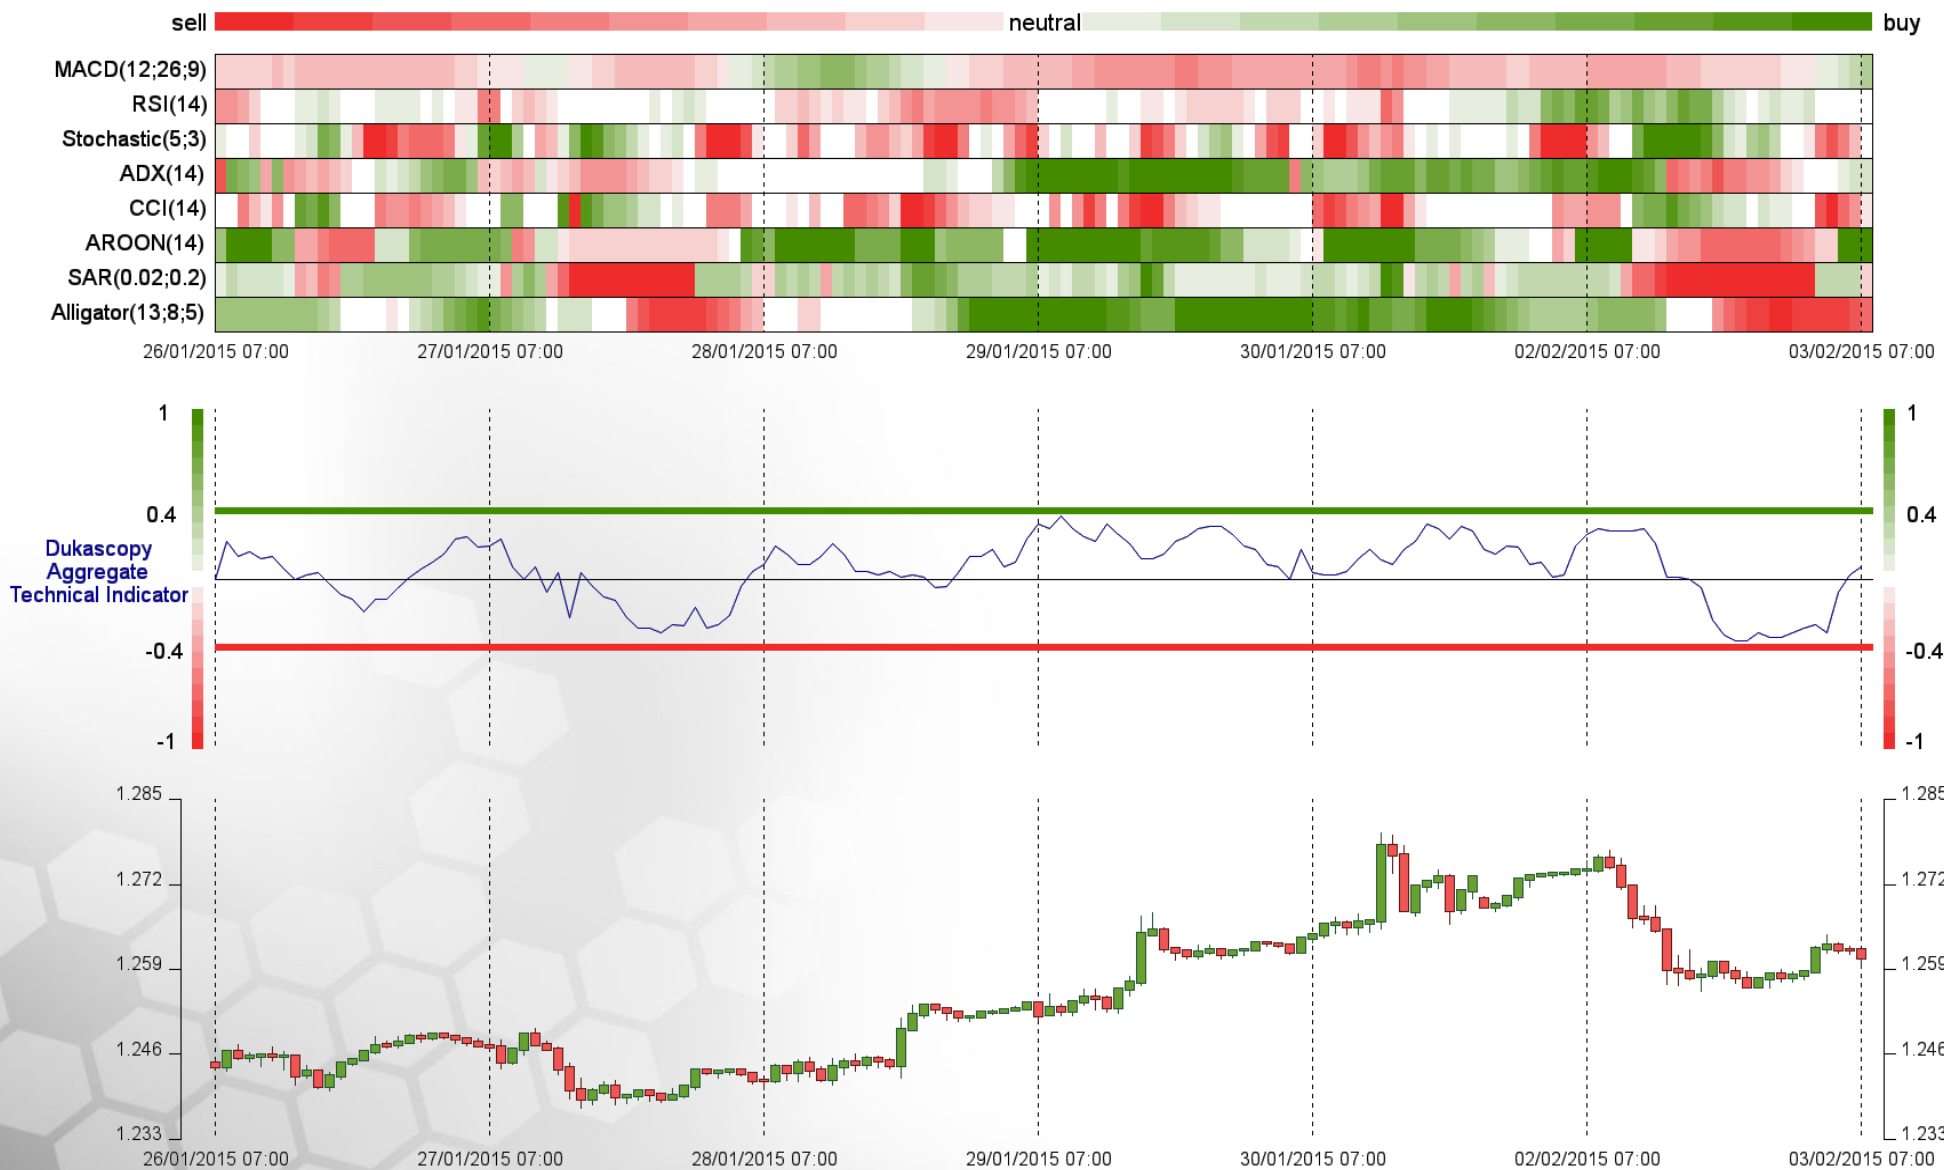 sell neutral buy
MACD(12;26;9)
RSI(14)
Stochastic(5;3)
ADX(14)
CCI(14)
AROON(14)
SAR(0.02;0.2)
Alligator(13;8;5)
26/01/2015 07:00 27/01/2015 07:00 28/01/2015 07:00 29/01/2015 07:00 30/01/2015 07:00 02/02/2015 07:00 03/02/2015 07:00
1 1
0.4 0.4
Dukascopy
Aggregate
Technical Indicator
-0.4 -0.4
-1 -1
1.285 1.285
1.272 1.272
1.259 1.259
1.246 1.246
1.233 1.233
26/01/2015 07:00 27/01/2015 07:00 28/01/2015 07:00 29/01/2015 07:00 30/01/2015 07:00 02/02/2015 07:00 03/02/2015 07:00